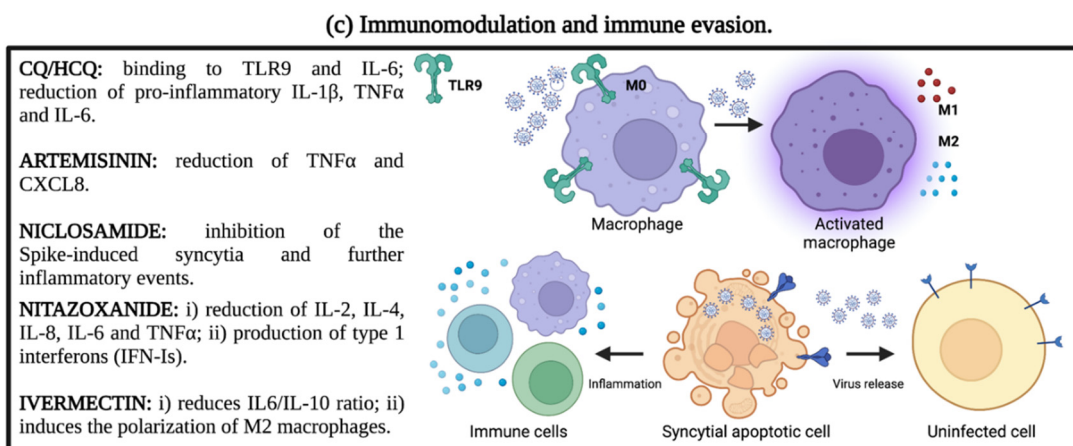 (c) Immunomodulation and immune evasion.
CQ/HCQ: binding to TLR9 and IL-6;
reduction of pro-inflammatory IL-1β, TNFα
and IL-6.
ARTEMISININ: reduction of TNFα and
CXCL8.
NICLOSAMIDE: inhibition of the
Spike-induced syncytia and further
inflammatory events.
NITAZOXANIDE: i) reduction of IL-2, IL-4,
IL-8, IL-6 and TNFα; ii) production of type 1
interferons (IFN-Is).
IVERMECTIN: i) reduces IL6/IL-10 ratio; ii)
induces the polarization of M2 macrophages.
TLR9
M0
M1
M2
Macrophage
Activated
macrophage
Inflammation
Virus release
Immune cells
Syncytial apoptotic cell
Uninfected cell